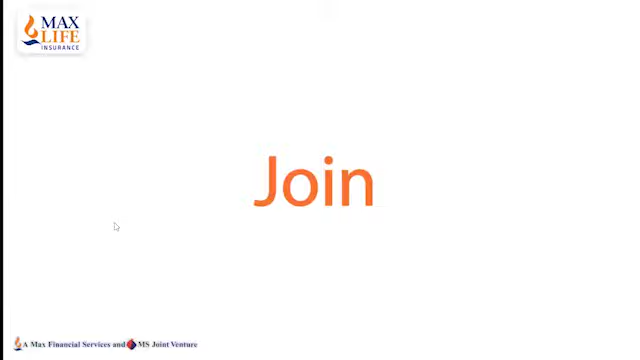 MAX
LIFE
INSURANCE
Join
A Max Financial Services and MS Joint Venture